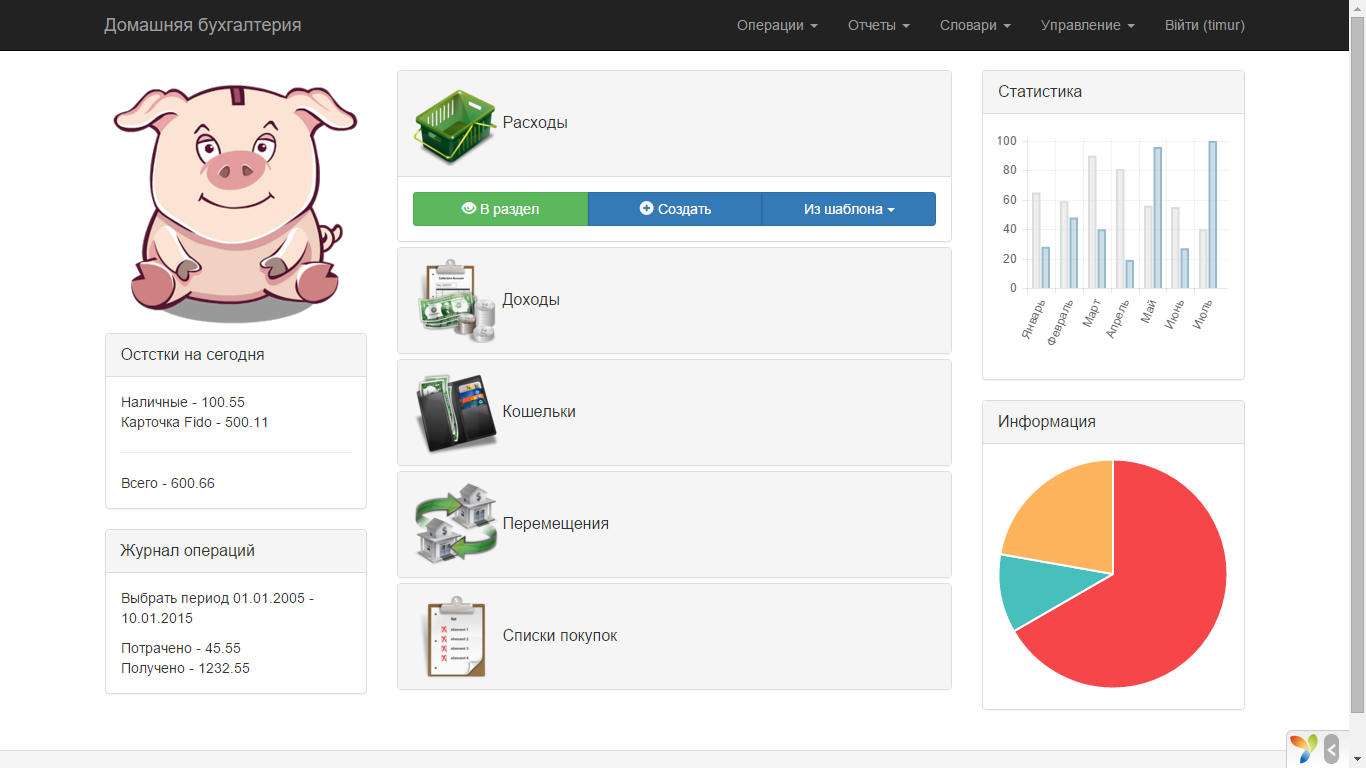 Домашняя бухгалтерия
Операции
Отчеты
Словари
Управление
Вийти (timur)
Остстки на сегодня
Наличные - 100.55
Карточка Fido - 500.11
Всего - 600.66
Журнал операций
Выбрать период 01.01.2005 -
10.01.2015
Потрачено - 45.55
Получено - 1232.55
Расходы
В раздел
Создать
Из шаблона
Доходы
Кошельки
Перемещения
Списки покупок
Статистика
100
80
60
40
20
0
Январь
Февраль
Март
Апрель
Май
Июнь
Июль
Информация